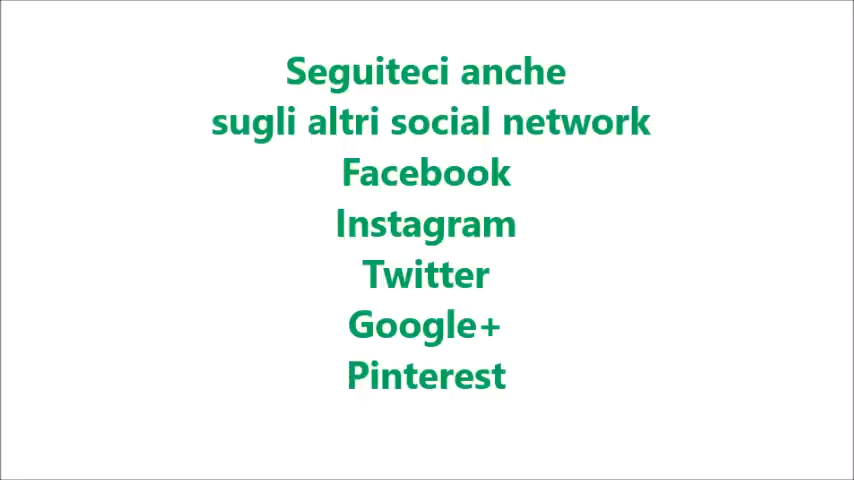 Seguiteci anche
sugli altri social network
Facebook
Instagram
Twitter
Google+
Pinterest